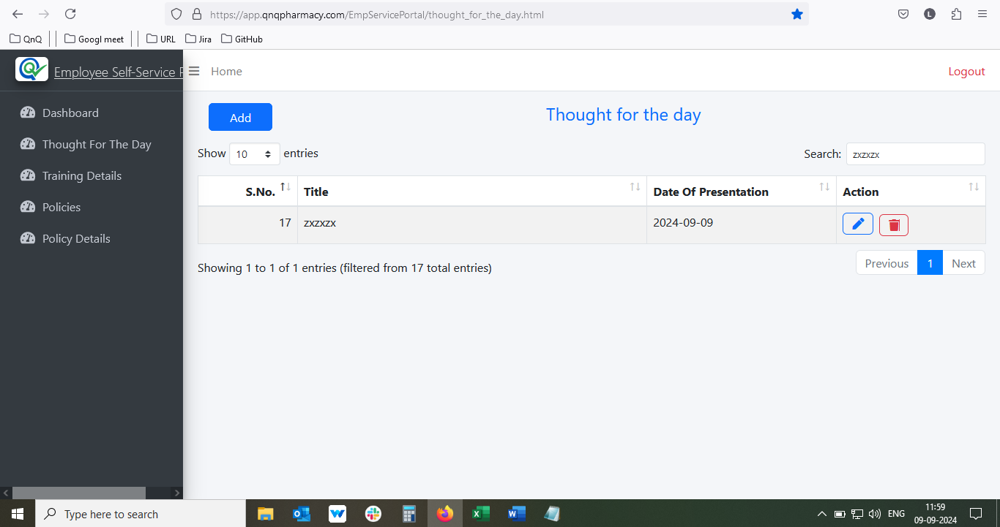 https://app.qnqpharmacy.com/EmpServicePortal/thought_for_the_day.html
L
QnQ
Googl meet
URL
Jira
GitHub
Employee Self-Service
Home
Logout
Dashboard
Thought For The Day
Training Details
Policies
Policy Details
Add
Thought for the day
Show 10 entries
Search: zxzxzx
S.No. Title Date Of Presentation Action
17 zxzxzx 2024-09-09
Showing 1 to 1 of 1 entries (filtered from 17 total entries)
Previous 1 Next
Type here to search
ENG
11:59
09-09-2024